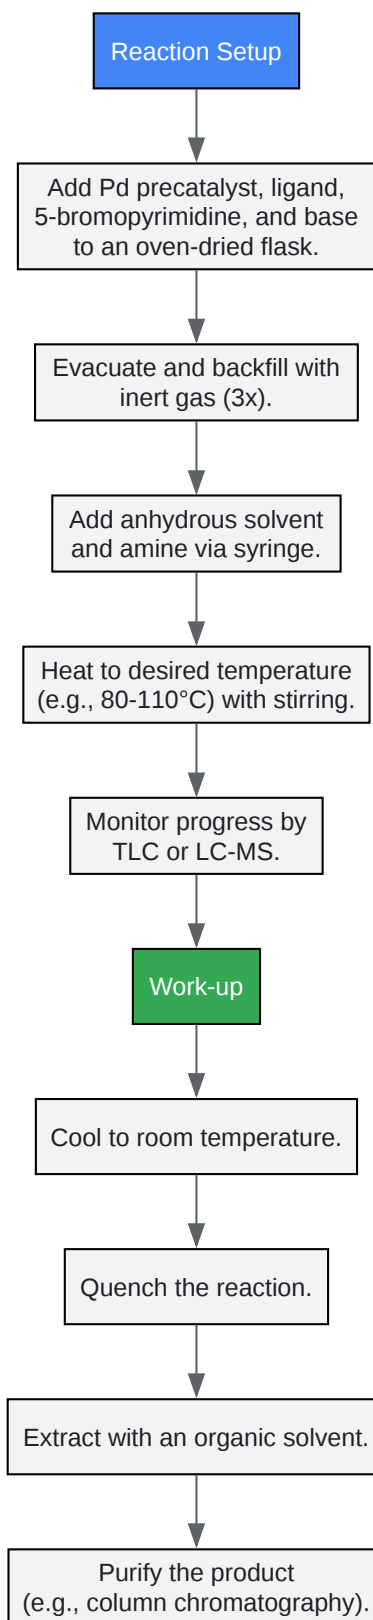 Reaction Setup
Add Pd precatalyst, ligand,
5-bromopyrimidine, and base
to an oven-dried flask.
Evacuate and backfill with
inert gas (3x).
Add anhydrous solvent
and amine via syringe.
Heat to desired temperature
(e.g., 80-110°C) with stirring.
Monitor progress by
TLC or LC-MS.
Work-up
Cool to room temperature.
Quench the reaction.
Extract with an organic solvent.
Purify the product
(e.g., column chromatography).